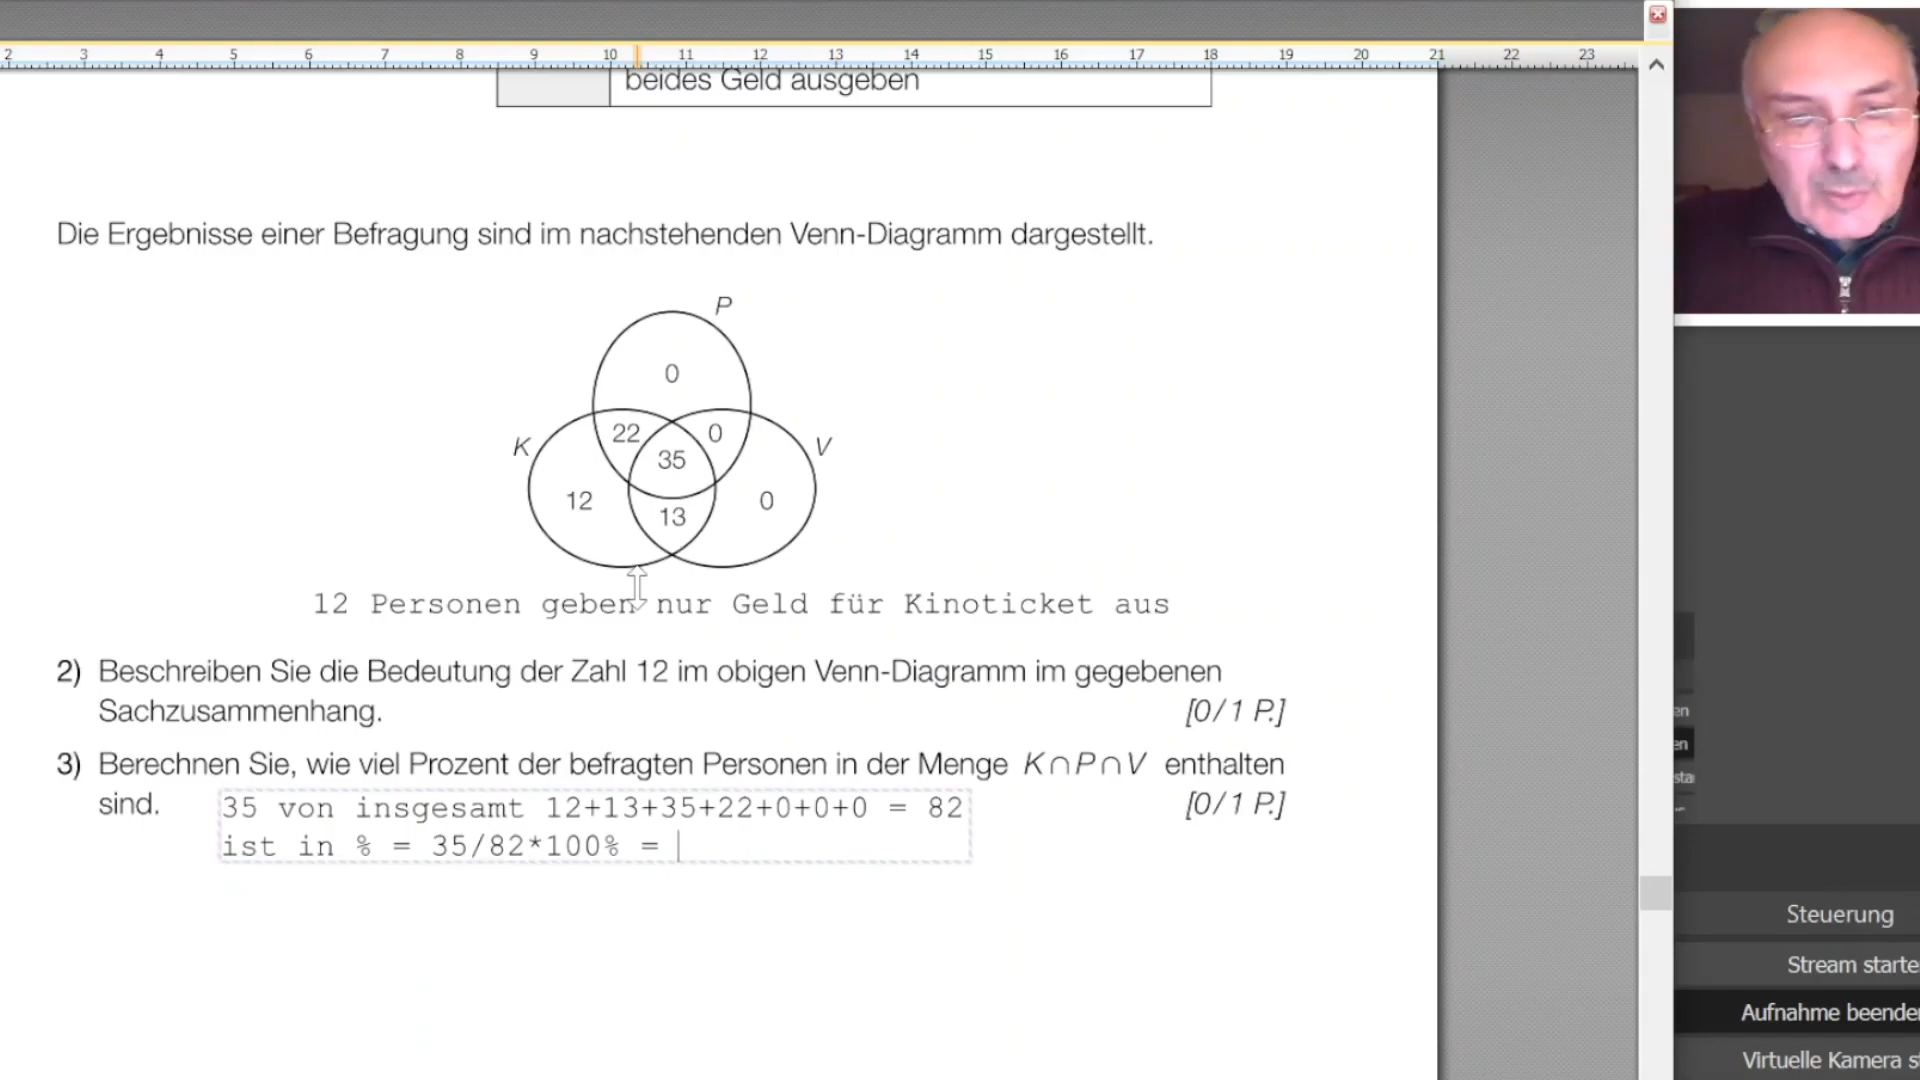 2 3 4 5 6 7 8 9 10 11 12 13 14 15 16 17 18 19 20 21 22 23
beides Geld ausgeben
Die Ergebnisse einer Befragung sind im nachstehenden Venn-Diagramm dargestellt.
P
0
K
22
0
V
35
12
0
13
12 Personen geben nur Geld für Kinoticket aus
2) Beschreiben Sie die Bedeutung der Zahl 12 im obigen Venn-Diagramm im gegebenen
Sachzusammenhang. [0/1 P.]
3) Berechnen Sie, wie viel Prozent der befragten Personen in der Menge K∩P∩V enthalten
sind. [0/1 P.]
35 von insgesamt 12+13+35+22+0+0+0 = 82
ist in % = 35/82*100% =
en
en
sta
Steuerung
Stream starte
Aufnahme beende
Virtuelle Kamera s